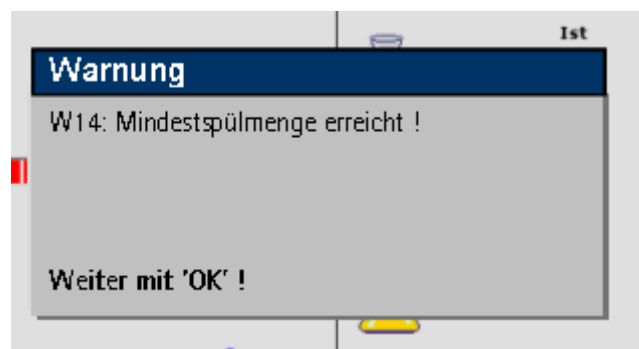 Ist
Warnung
W14: Mindestspülmenge erreicht !
Weiter mit 'OK' !